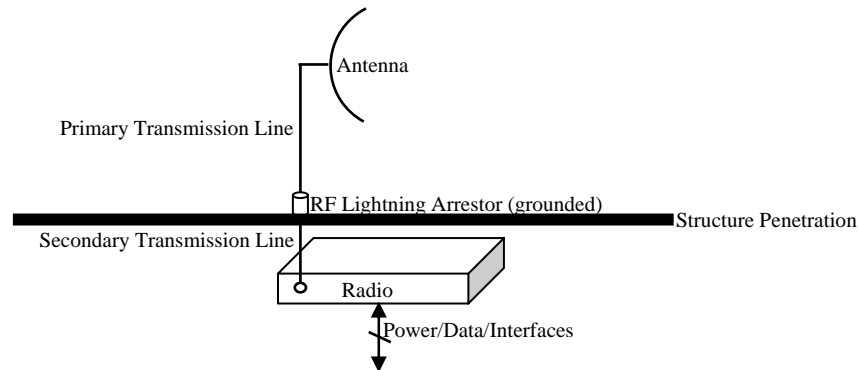 Antenna
Primary Transmission Line
RF Lightning Arrestor (grounded)
Structure Penetration
Secondary Transmission Line
Radio
Power/Data/Interfaces